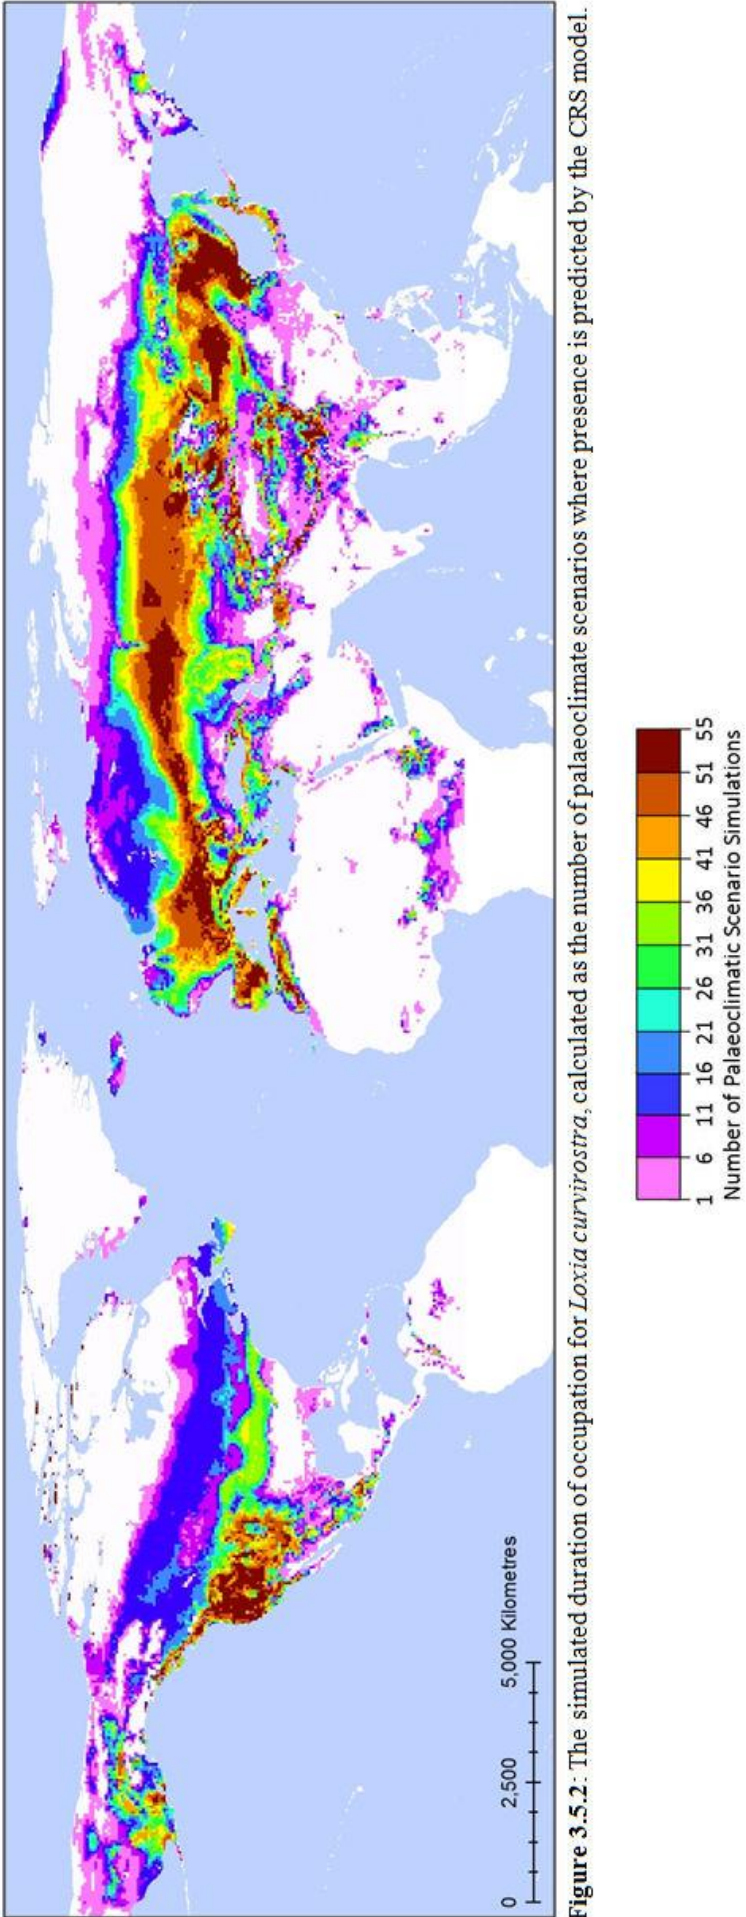 0 2,500 5,000 Kilometres
Figure 3.5.2: The simulated duration of occupation for Loxia curvirostra, calculated as the number of palaeoclimate scenarios where presence is predicted by the CRS model.
1 6 11 16 21 26 31 36 41 46 51 55
Number of Palaeoclimatic Scenario Simulations